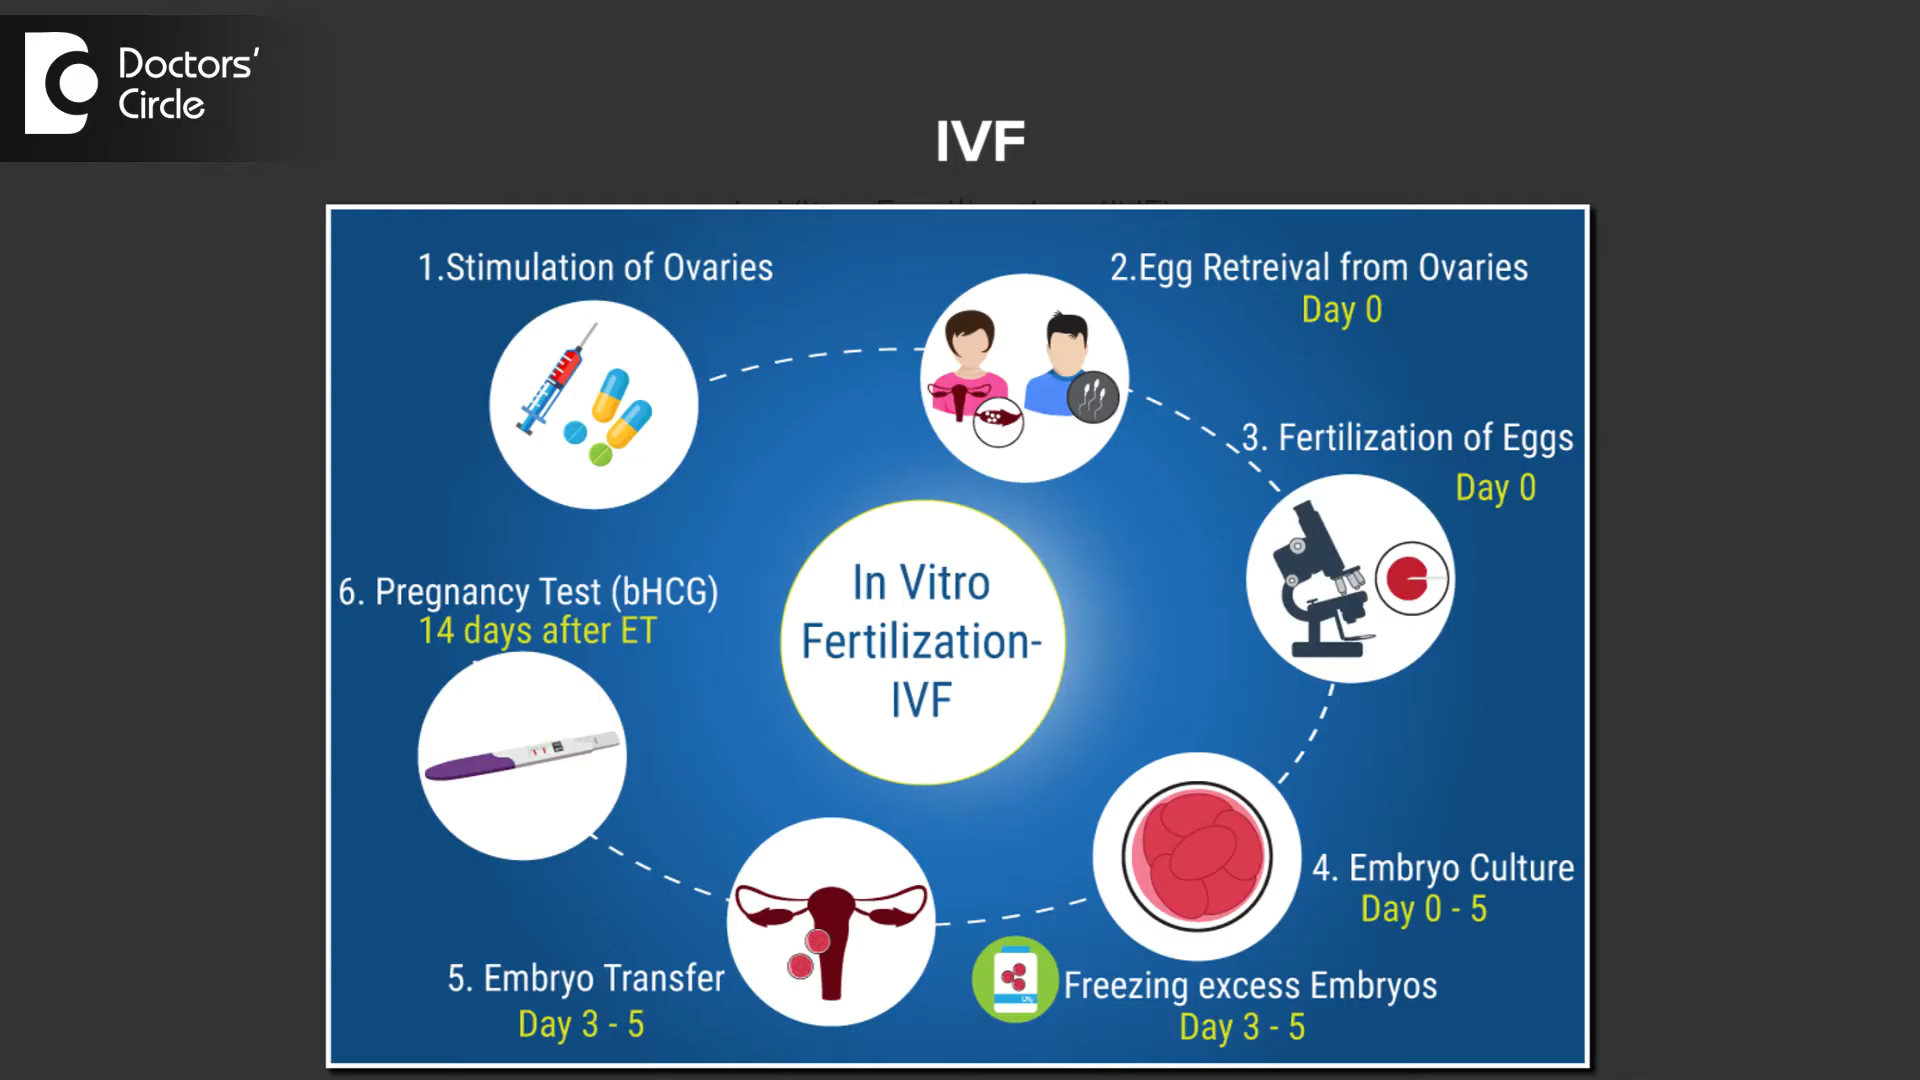 Doctors'
Circle
IVF
1.Stimulation of Ovaries
2.Egg Retreival from Ovaries
Day 0
3. Fertilization of Eggs
Day 0
In Vitro
Fertilization-
IVF
6. Pregnancy Test (bHCG)
14 days after ET
4. Embryo Culture
Day 0 - 5
5. Embryo Transfer
Day 3 - 5
Freezing excess Embryos
Day 3 - 5